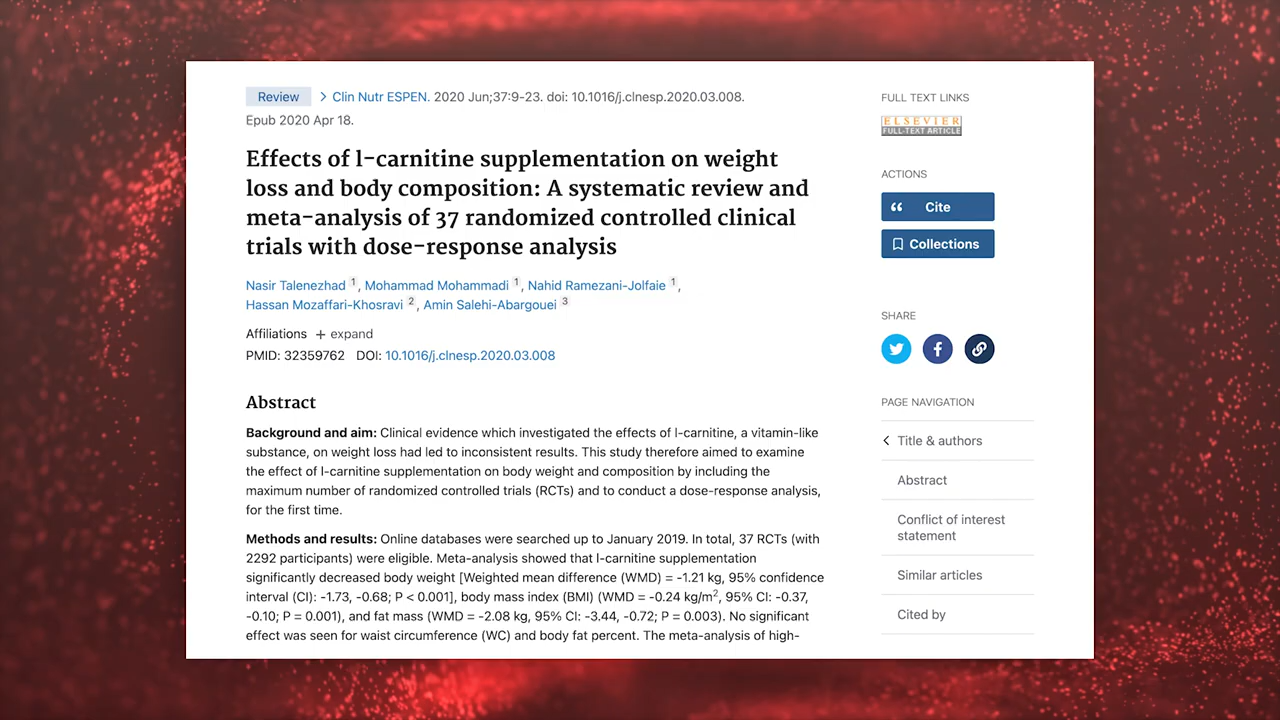 Review > Clin Nutr ESPEN. 2020 Jun;37:9-23. doi: 10.1016/j.clnesp.2020.03.008.
Epub 2020 Apr 18.
Effects of l-carnitine supplementation on weight
loss and body composition: A systematic review and
meta-analysis of 37 randomized controlled clinical
trials with dose-response analysis
Nasir Talenezhad 1, Mohammad Mohammadi 1, Nahid Ramezani-Jolfaie 1,
Hassan Mozaffari-Khosravi 2, Amin Salehi-Abargouei 3
Affiliations + expand
PMID: 32359762 DOI: 10.1016/j.clnesp.2020.03.008
Abstract
Background and aim: Clinical evidence which investigated the effects of l-carnitine, a vitamin-like
substance, on weight loss had led to inconsistent results. This study therefore aimed to examine
the effect of l-carnitine supplementation on body weight and composition by including the
maximum number of randomized controlled trials (RCTs) and to conduct a dose-response analysis,
for the first time.
Methods and results: Online databases were searched up to January 2019. In total, 37 RCTs (with
2292 participants) were eligible. Meta-analysis showed that l-carnitine supplementation
significantly decreased body weight [Weighted mean difference (WMD) = -1.21 kg, 95% confidence
interval (CI): -1.73, -0.68; P < 0.001], body mass index (BMI) (WMD = -0.24 kg/m2, 95% CI: -0.37,
-0.10; P = 0.001), and fat mass (WMD = -2.08 kg, 95% CI: -3.44, -0.72; P = 0.003). No significant
effect was seen for waist circumference (WC) and body fat percent. The meta-analysis of high-
FULL TEXT LINKS
ELSEVIER
FULL-TEXT ARTICLE
ACTIONS
Cite
Collections
SHARE
PAGE NAVIGATION
Title & authors
Abstract
Conflict of interest
statement
Similar articles
Cited by